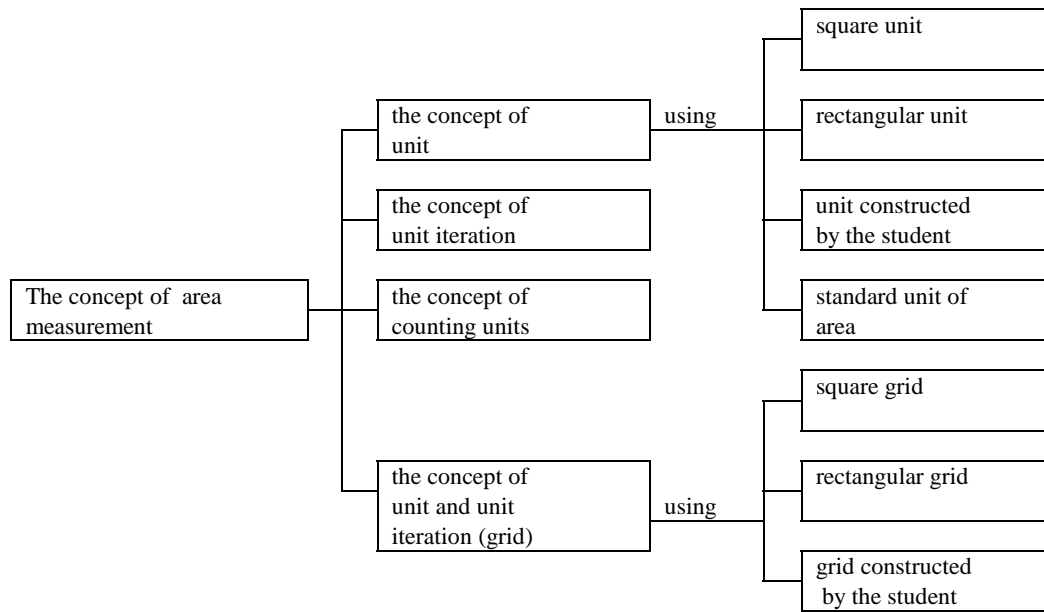 The concept of  area
measurement
the concept of
unit
the concept of
unit iteration
the concept of
counting units
the concept of
unit and unit
iteration (grid)
using
using
square unit
rectangular unit
unit constructed
by the student
standard unit of
area
square grid
rectangular grid
grid constructed
by the student